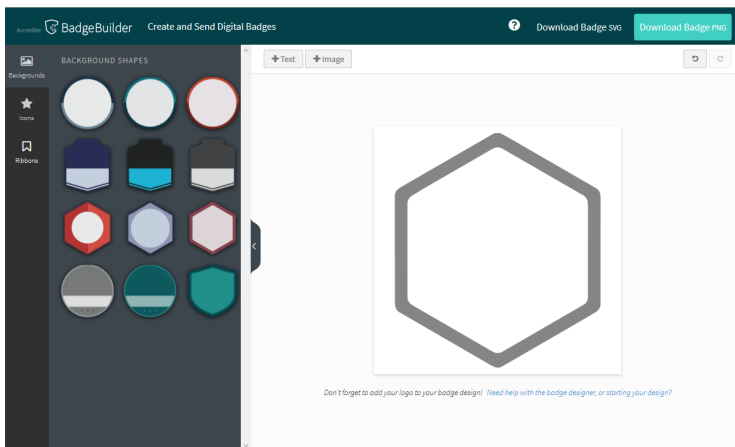 Accredible BadgeBuilder Create and Send Digital Badges ? Download Badge SVG Download Badge PNG
Backgrounds
Icons
Ribbons
BACKGROUND SHAPES
+Text +Image
Don't forget to add your logo to your badge design! Need help with the badge designer, or starting your design?